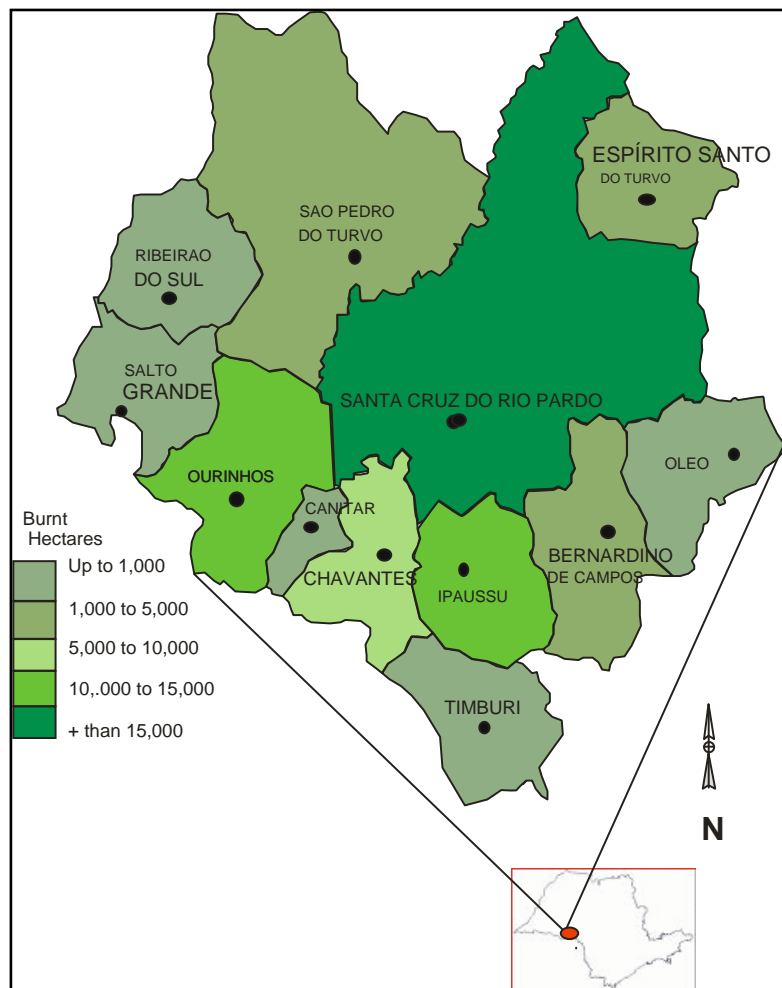 ESPÍRITO SANTO
DO TURVO
SAO PEDRO
DO TURVO
RIBEIRAO
DO SUL
SALTO
GRANDE
SANTA CRUZ DO RIO PARDO
OLEO
OURINHOS
CANITAR
CHAVANTES
IPAUSSU
BERNARDINO
DE CAMPOS
TIMBURI
Burnt
Hectares
Up to 1,000
1,000 to 5,000
5,000 to 10,000
10,.000 to 15,000
+ than 15,000
N